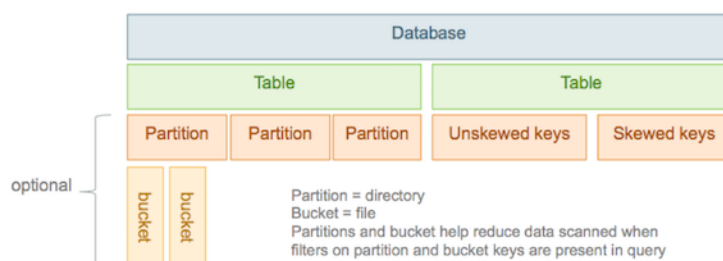 Database
Table
Table
Partition
Partition
Partition
Unskewed keys
Skewed keys
optional
bucket
bucket
Partition = directory
Bucket = file
Partitions and bucket help reduce data scanned when
filters on partition and bucket keys are present in query